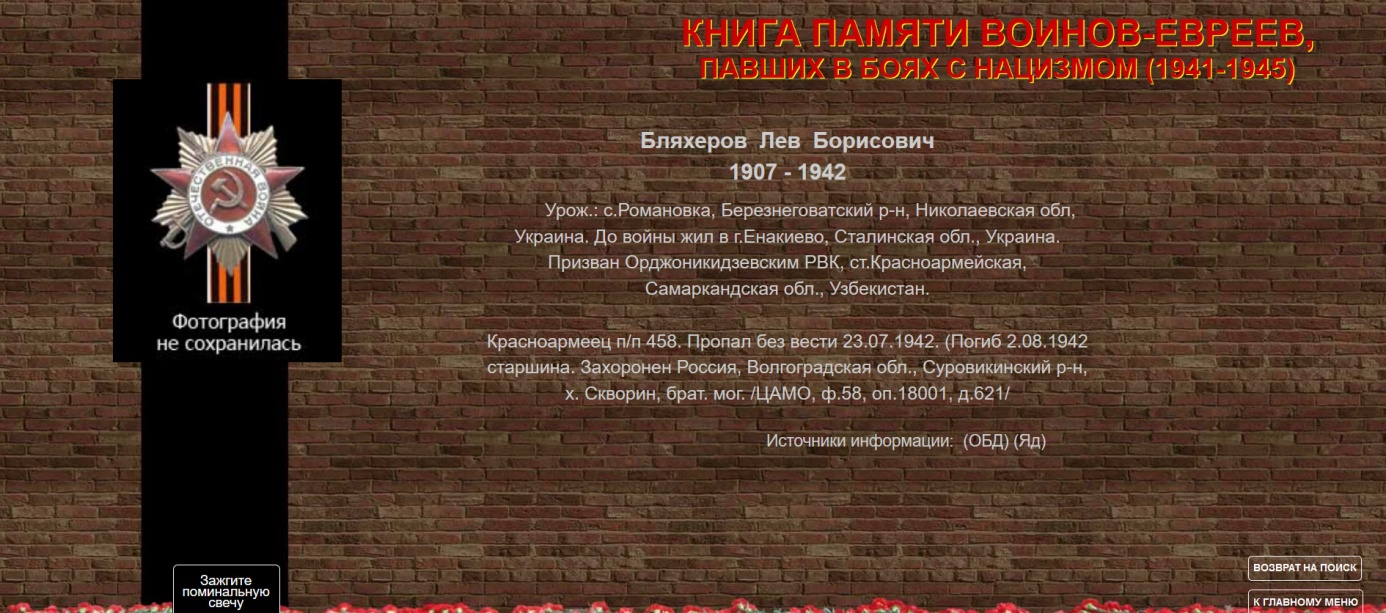 КНИГА ПАМЯТИ ВОИНОВ-ЕВРЕЕВ,
ПАВШИХ В БОЯХ С НАЦИЗМОМ (1941-1945)
ОТЕЧЕСТВЕННАЯ ВОЙНА
Фотография
не сохранилась
Бляхеров Лев Борисович
1907 - 1942
Урож.: с.Романовка, Березнеговатский р-н, Николаевская обл,
Украина. До войны жил в г.Енакиево, Сталинская обл., Украина.
Призван Орджоникидзевским РВК, ст.Красноармейская,
Самаркандская обл., Узбекистан.
Красноармеец п/п 458. Пропал без вести 23.07.1942. (Погиб 2.08.1942
старшина. Захоронен Россия, Волгоградская обл., Суровикинский р-н,
х. Скворин, брат. мог. /ЦАМО, ф.58, оп.18001, д.621/
Источники информации: (ОБД) (Яд)
Зажгите
поминальную
свечу
ВОЗВРАТ НА ПОИСК
К ГЛАВНОМУ МЕНЮ